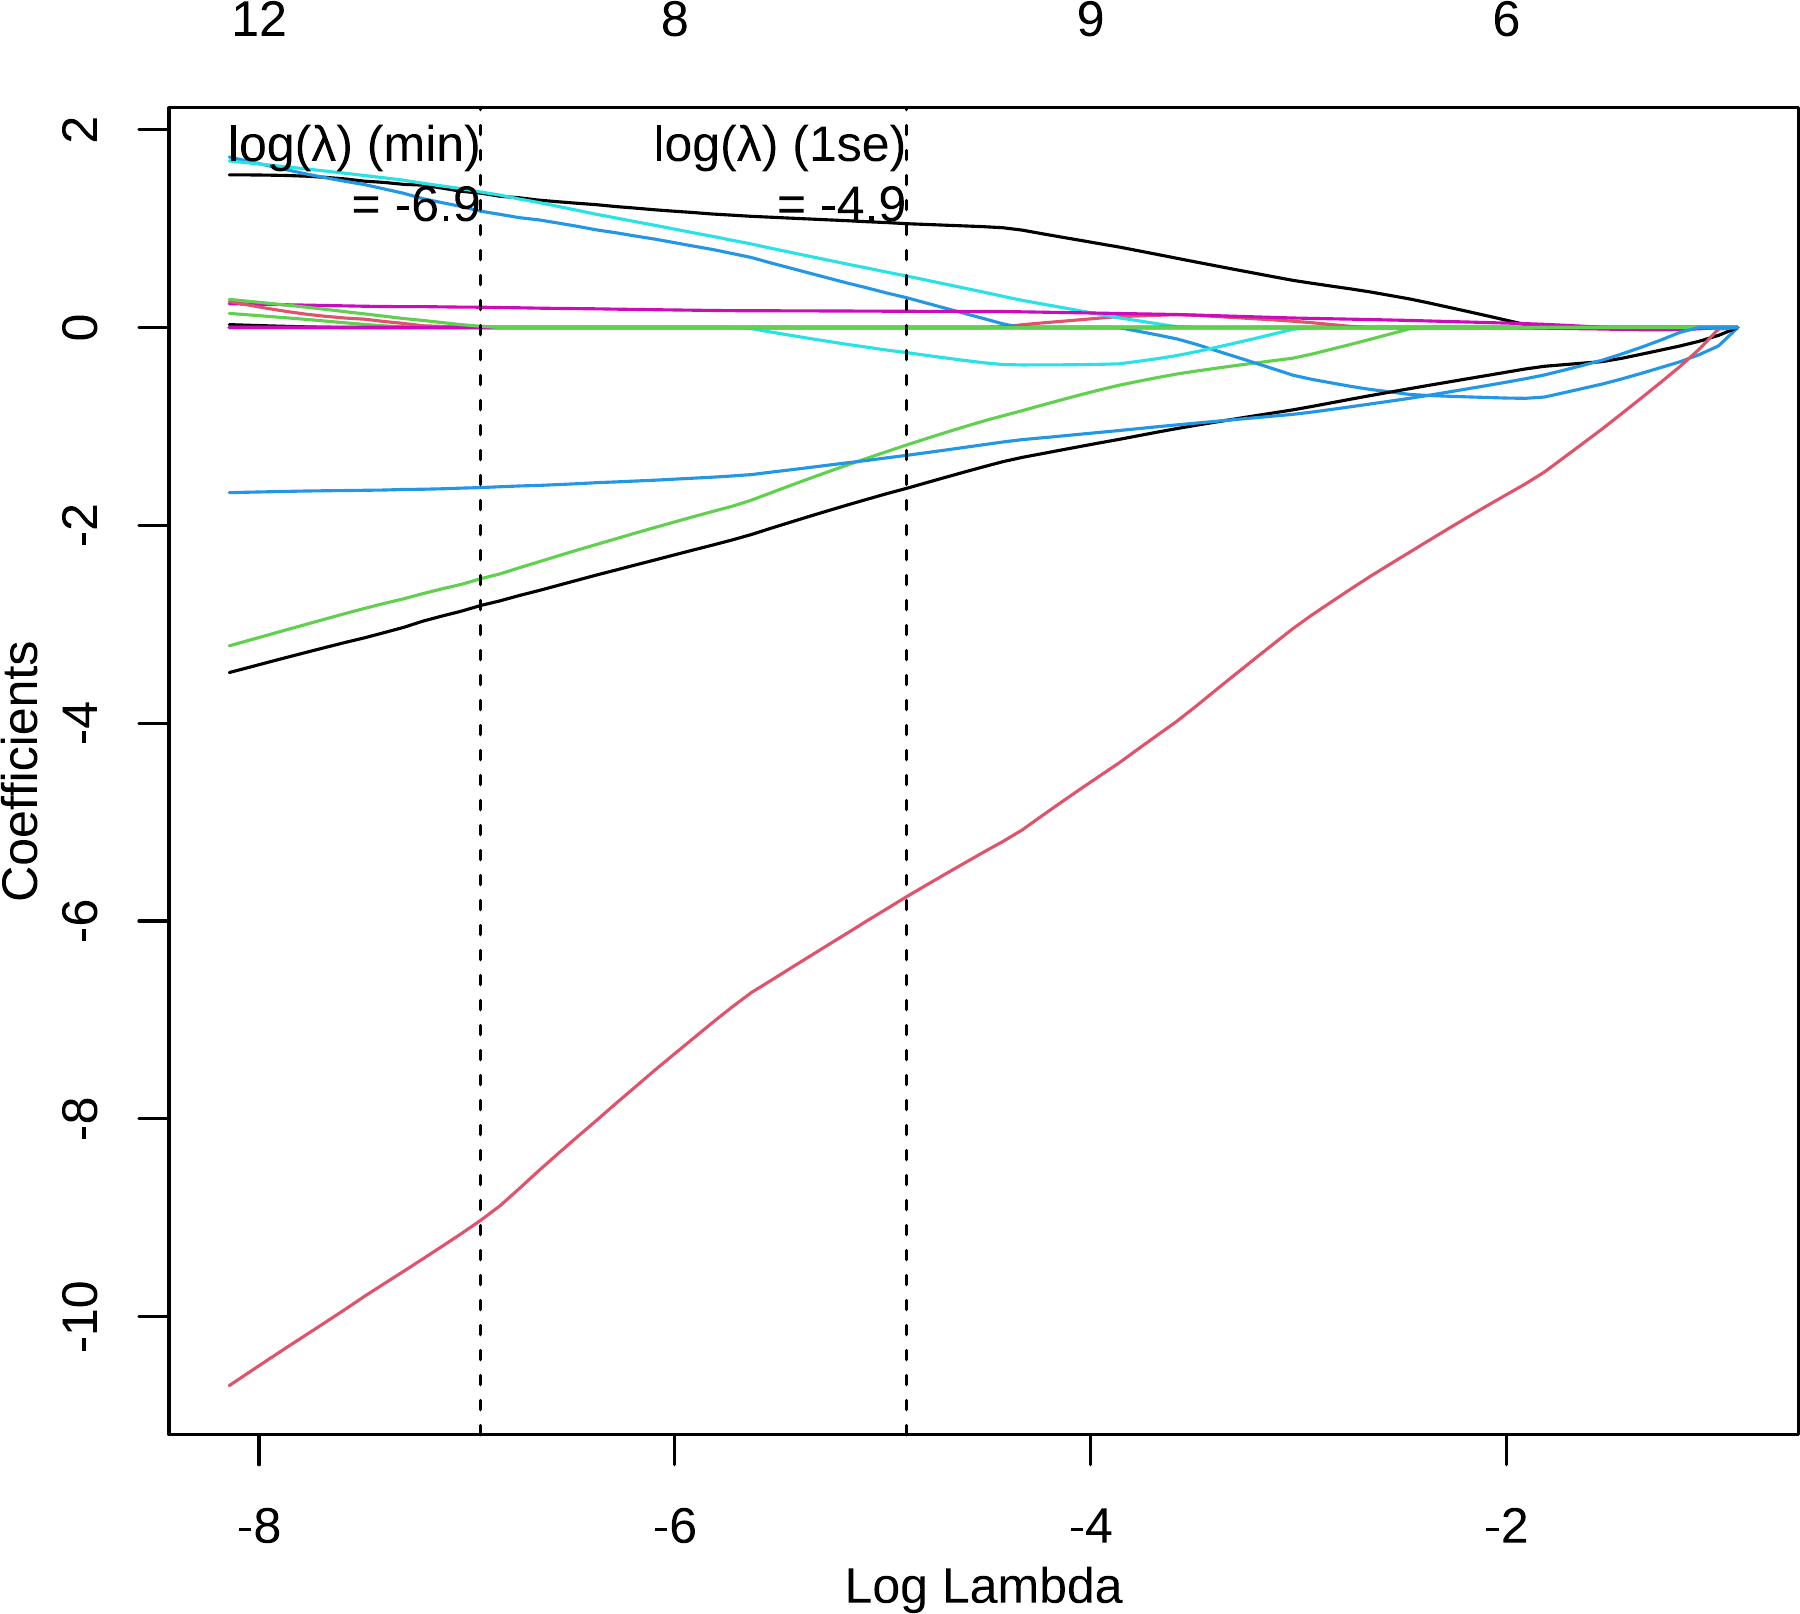 12 8 9 6
log(λ) (min)
= -6.9
log(λ) (1se)
= -4.9
2
0
-2
-4
-6
-8
-10
Coefficients
-8 -6 -4 -2
Log Lambda